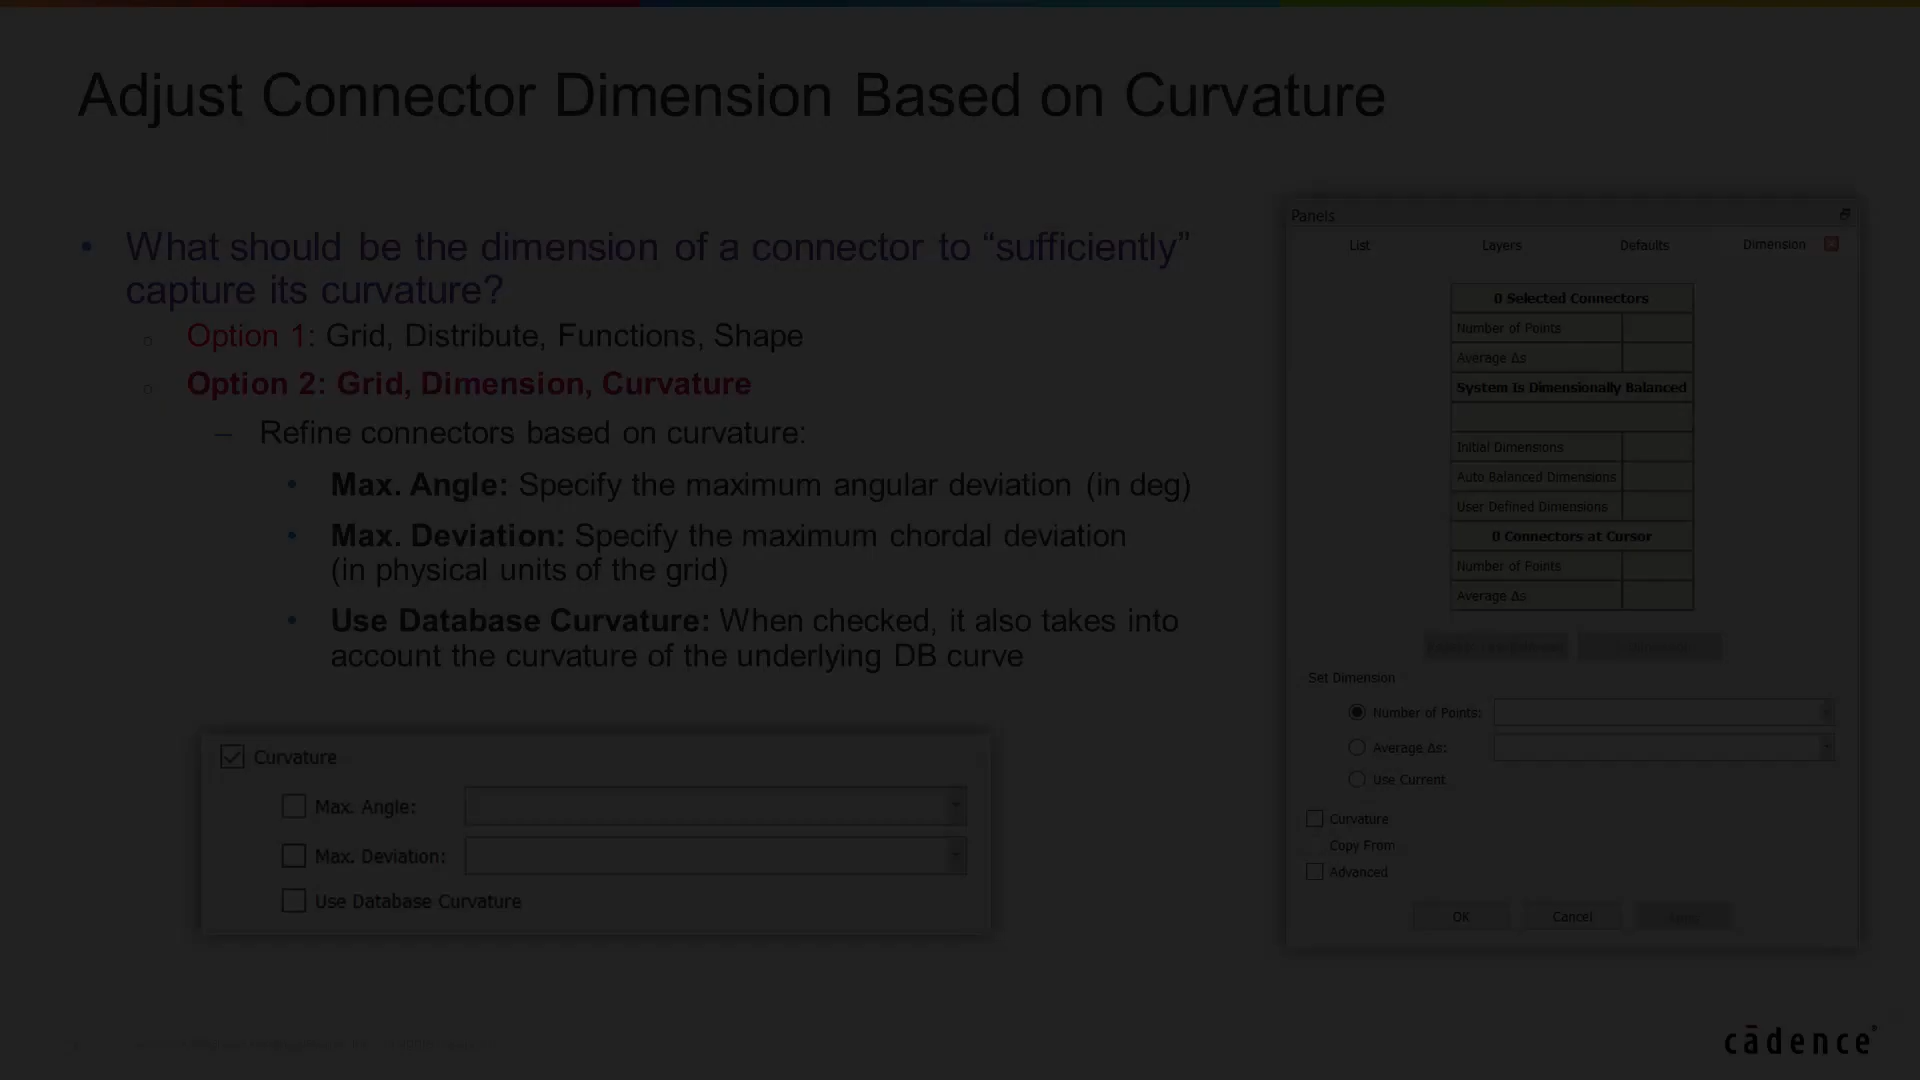 Adjust Connector Dimension Based on Curvature
• What should be the dimension of a connector to “sufficiently”
capture its curvature?
Option 1: Grid, Distribute, Functions, Shape
Option 2: Grid, Dimension, Curvature
– Refine connectors based on curvature:
• Max. Angle: Specify the maximum angular deviation (in deg)
• Max. Deviation: Specify the maximum chordal deviation
(in physical units of the grid)
• Use Database Curvature: When checked, it also takes into
account the curvature of the underlying DB curve
Curvature
Max. Angle:
Max. Deviation:
Use Database Curvature
Panels
List Layers Defaults Dimension
0 Selected Connectors
Number of Points
Average Δs
System Is Dimensionally Balanced
Initial Dimensions
Auto Balanced Dimensions
User Defined Dimensions
0 Connectors at Cursor
Number of Points
Average Δs
Set Dimension
Number of Points:
Average Δs:
Use Current
Curvature
Copy From
Advanced
OK Cancel
cādence®